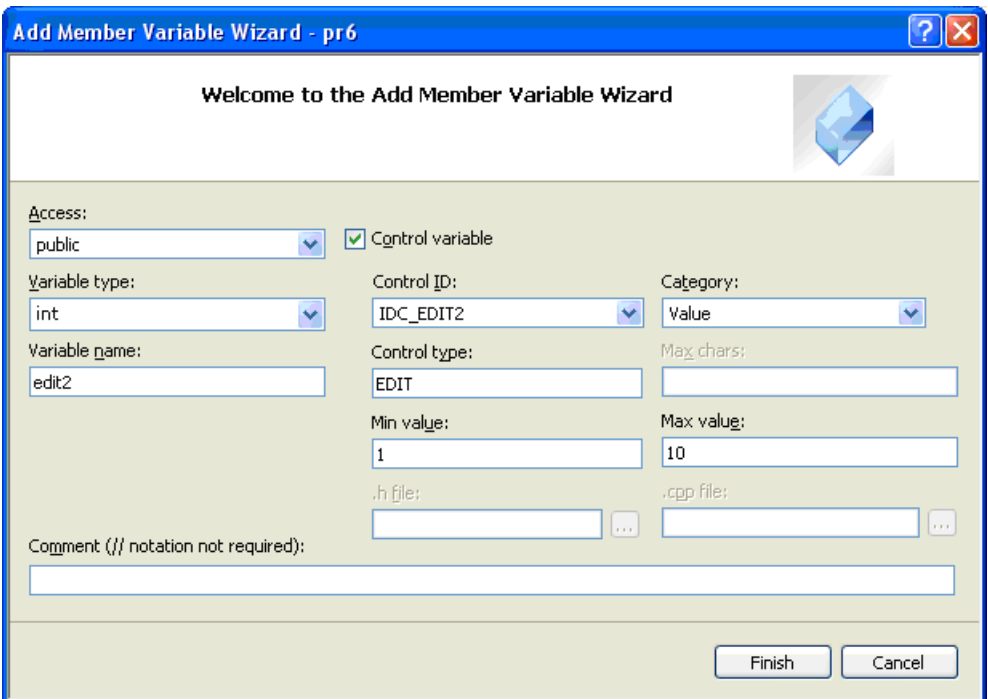 Add Member Variable Wizard - pr6
Welcome to the Add Member Variable Wizard
Access:
public
Control variable
Variable type:
Control ID:
Category:
int
IDC_EDIT2
Value
Variable name:
Control type:
Max chars:
edit2
EDIT
Min value:
Max value:
1
10
.h file:
.cpp file:
...
...
Comment (// notation not required):
Finish
Cancel